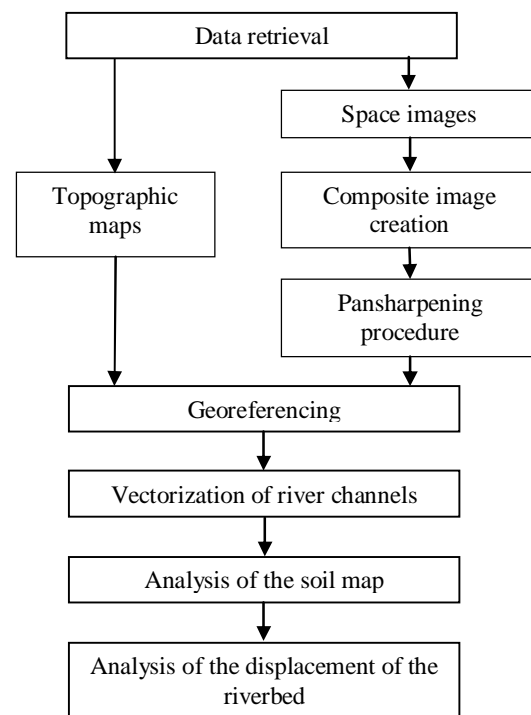 Data retrieval
Space images
Topographic
maps
Composite image
creation
Pansharpening
procedure
Georeferencing
Vectorization of river channels
Analysis of the soil map
Analysis of the displacement of the
riverbed